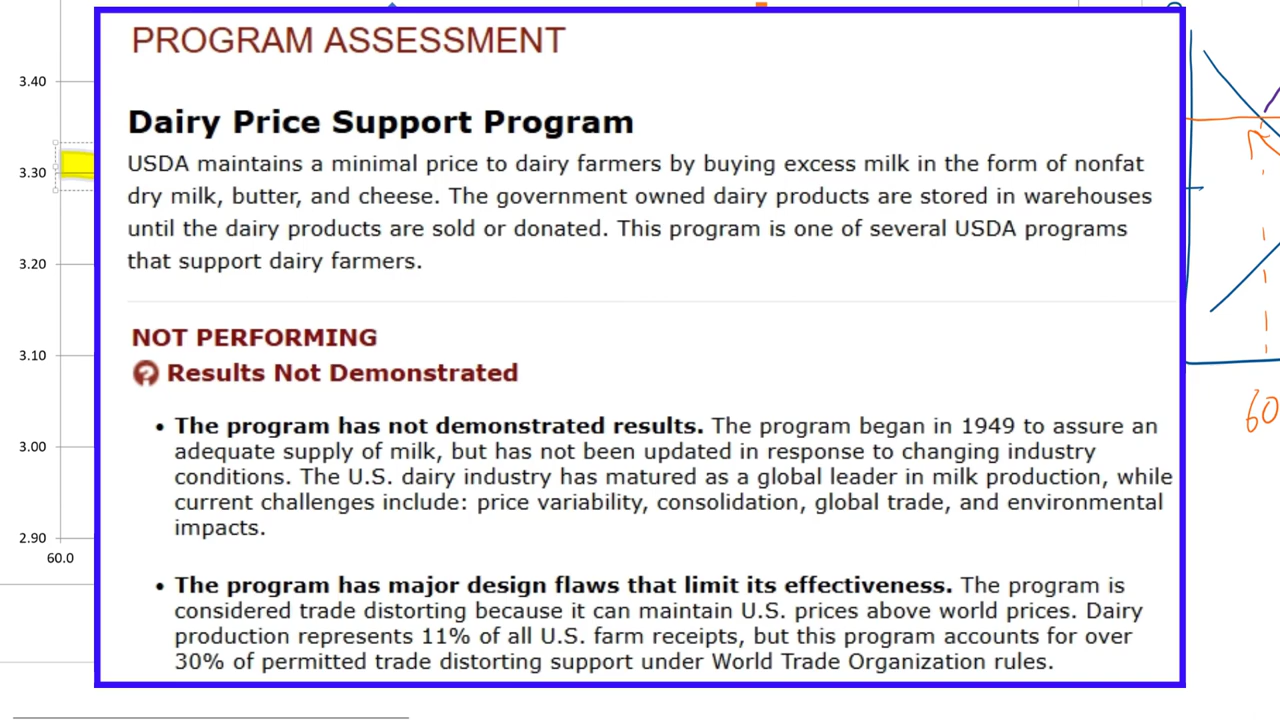 PROGRAM ASSESSMENT
Dairy Price Support Program
USDA maintains a minimal price to dairy farmers by buying excess milk in the form of nonfat
dry milk, butter, and cheese. The government owned dairy products are stored in warehouses
until the dairy products are sold or donated. This program is one of several USDA programs
that support dairy farmers.
NOT PERFORMING
Results Not Demonstrated
• The program has not demonstrated results. The program began in 1949 to assure an
adequate supply of milk, but has not been updated in response to changing industry
conditions. The U.S. dairy industry has matured as a global leader in milk production, while
current challenges include: price variability, consolidation, global trade, and environmental
impacts.
• The program has major design flaws that limit its effectiveness. The program is
considered trade distorting because it can maintain U.S. prices above world prices. Dairy
production represents 11% of all U.S. farm receipts, but this program accounts for over
30% of permitted trade distorting support under World Trade Organization rules.
3.40
3.30
3.20
3.10
3.00
2.90
60.0
60